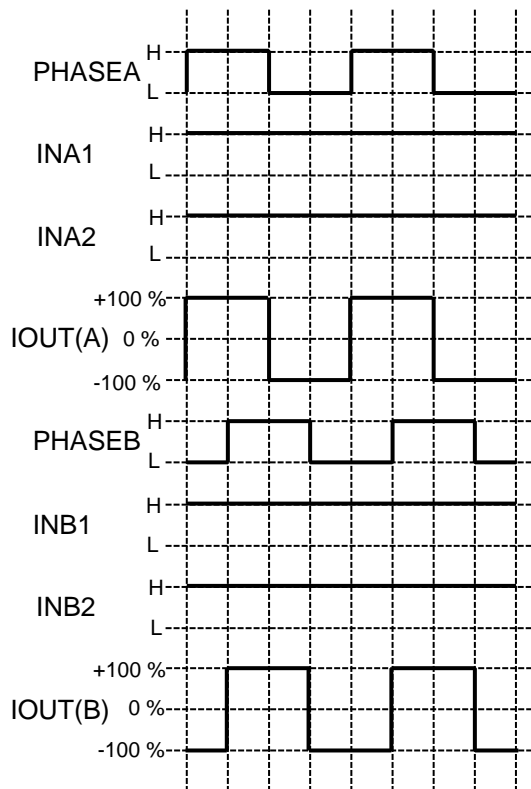 H
PHASEA
L
H
INA1
L
H
INA2
L
+100 %
IOUT(A) 0 %
-100 %
H
PHASEB
L
H
INB1
L
H
INB2
L
+100 %
IOUT(B) 0 %
-100 %